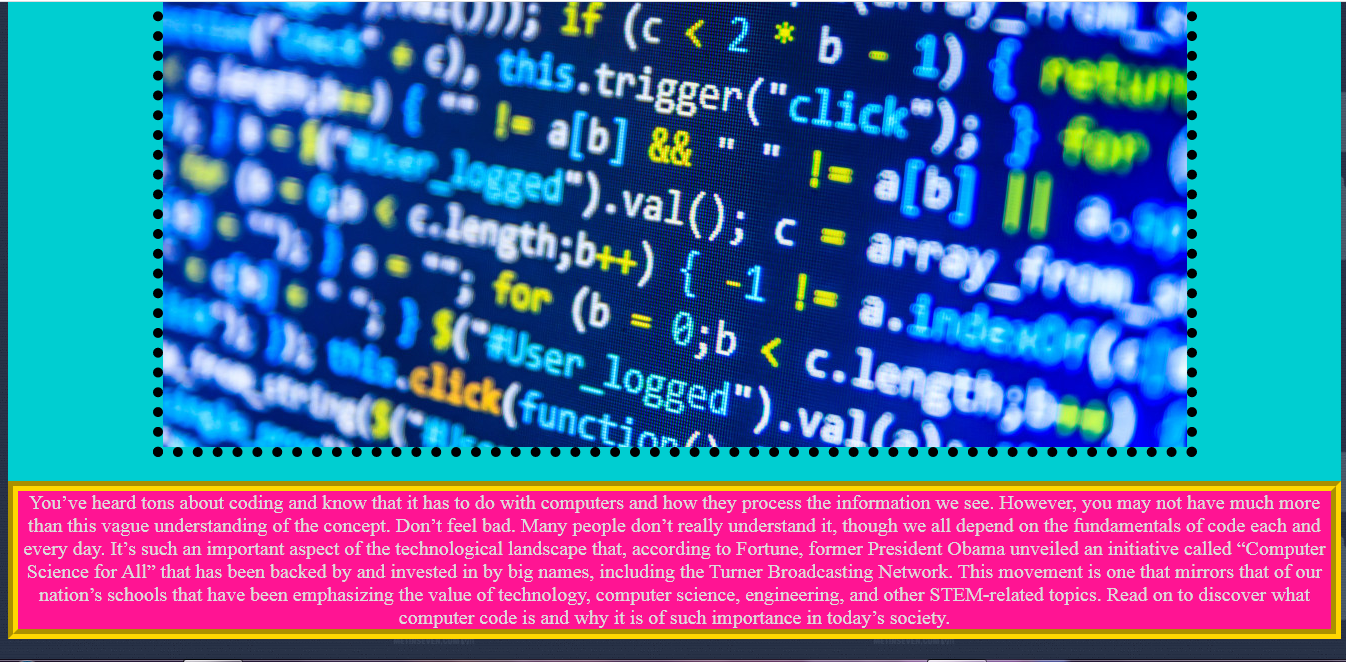 if (c < 2 * b - 1) { return
c), this.trigger("click"); } for
) { "" != a[b] && " " != a[b] ||
$("#User_logged").val(); c = array_from_
for (b = 0;b < c.length;b++) { -1 != a.indexOf(
} $("#User_logged").val(a)
for (b = 0;b < c.length;b++)
this.click(function()
You’ve heard tons about coding and know that it has to do with computers and how they process the information we see. However, you may not have much more
than this vague understanding of the concept. Don’t feel bad. Many people don’t really understand it, though we all depend on the fundamentals of code each and
every day. It’s such an important aspect of the technological landscape that, according to Fortune, former President Obama unveiled an initiative called “Computer
Science for All” that has been backed by and invested in by big names, including the Turner Broadcasting Network. This movement is one that mirrors that of our
nation’s schools that have been emphasizing the value of technology, computer science, engineering, and other STEM-related topics. Read on to discover what
computer code is and why it is of such importance in today’s society.